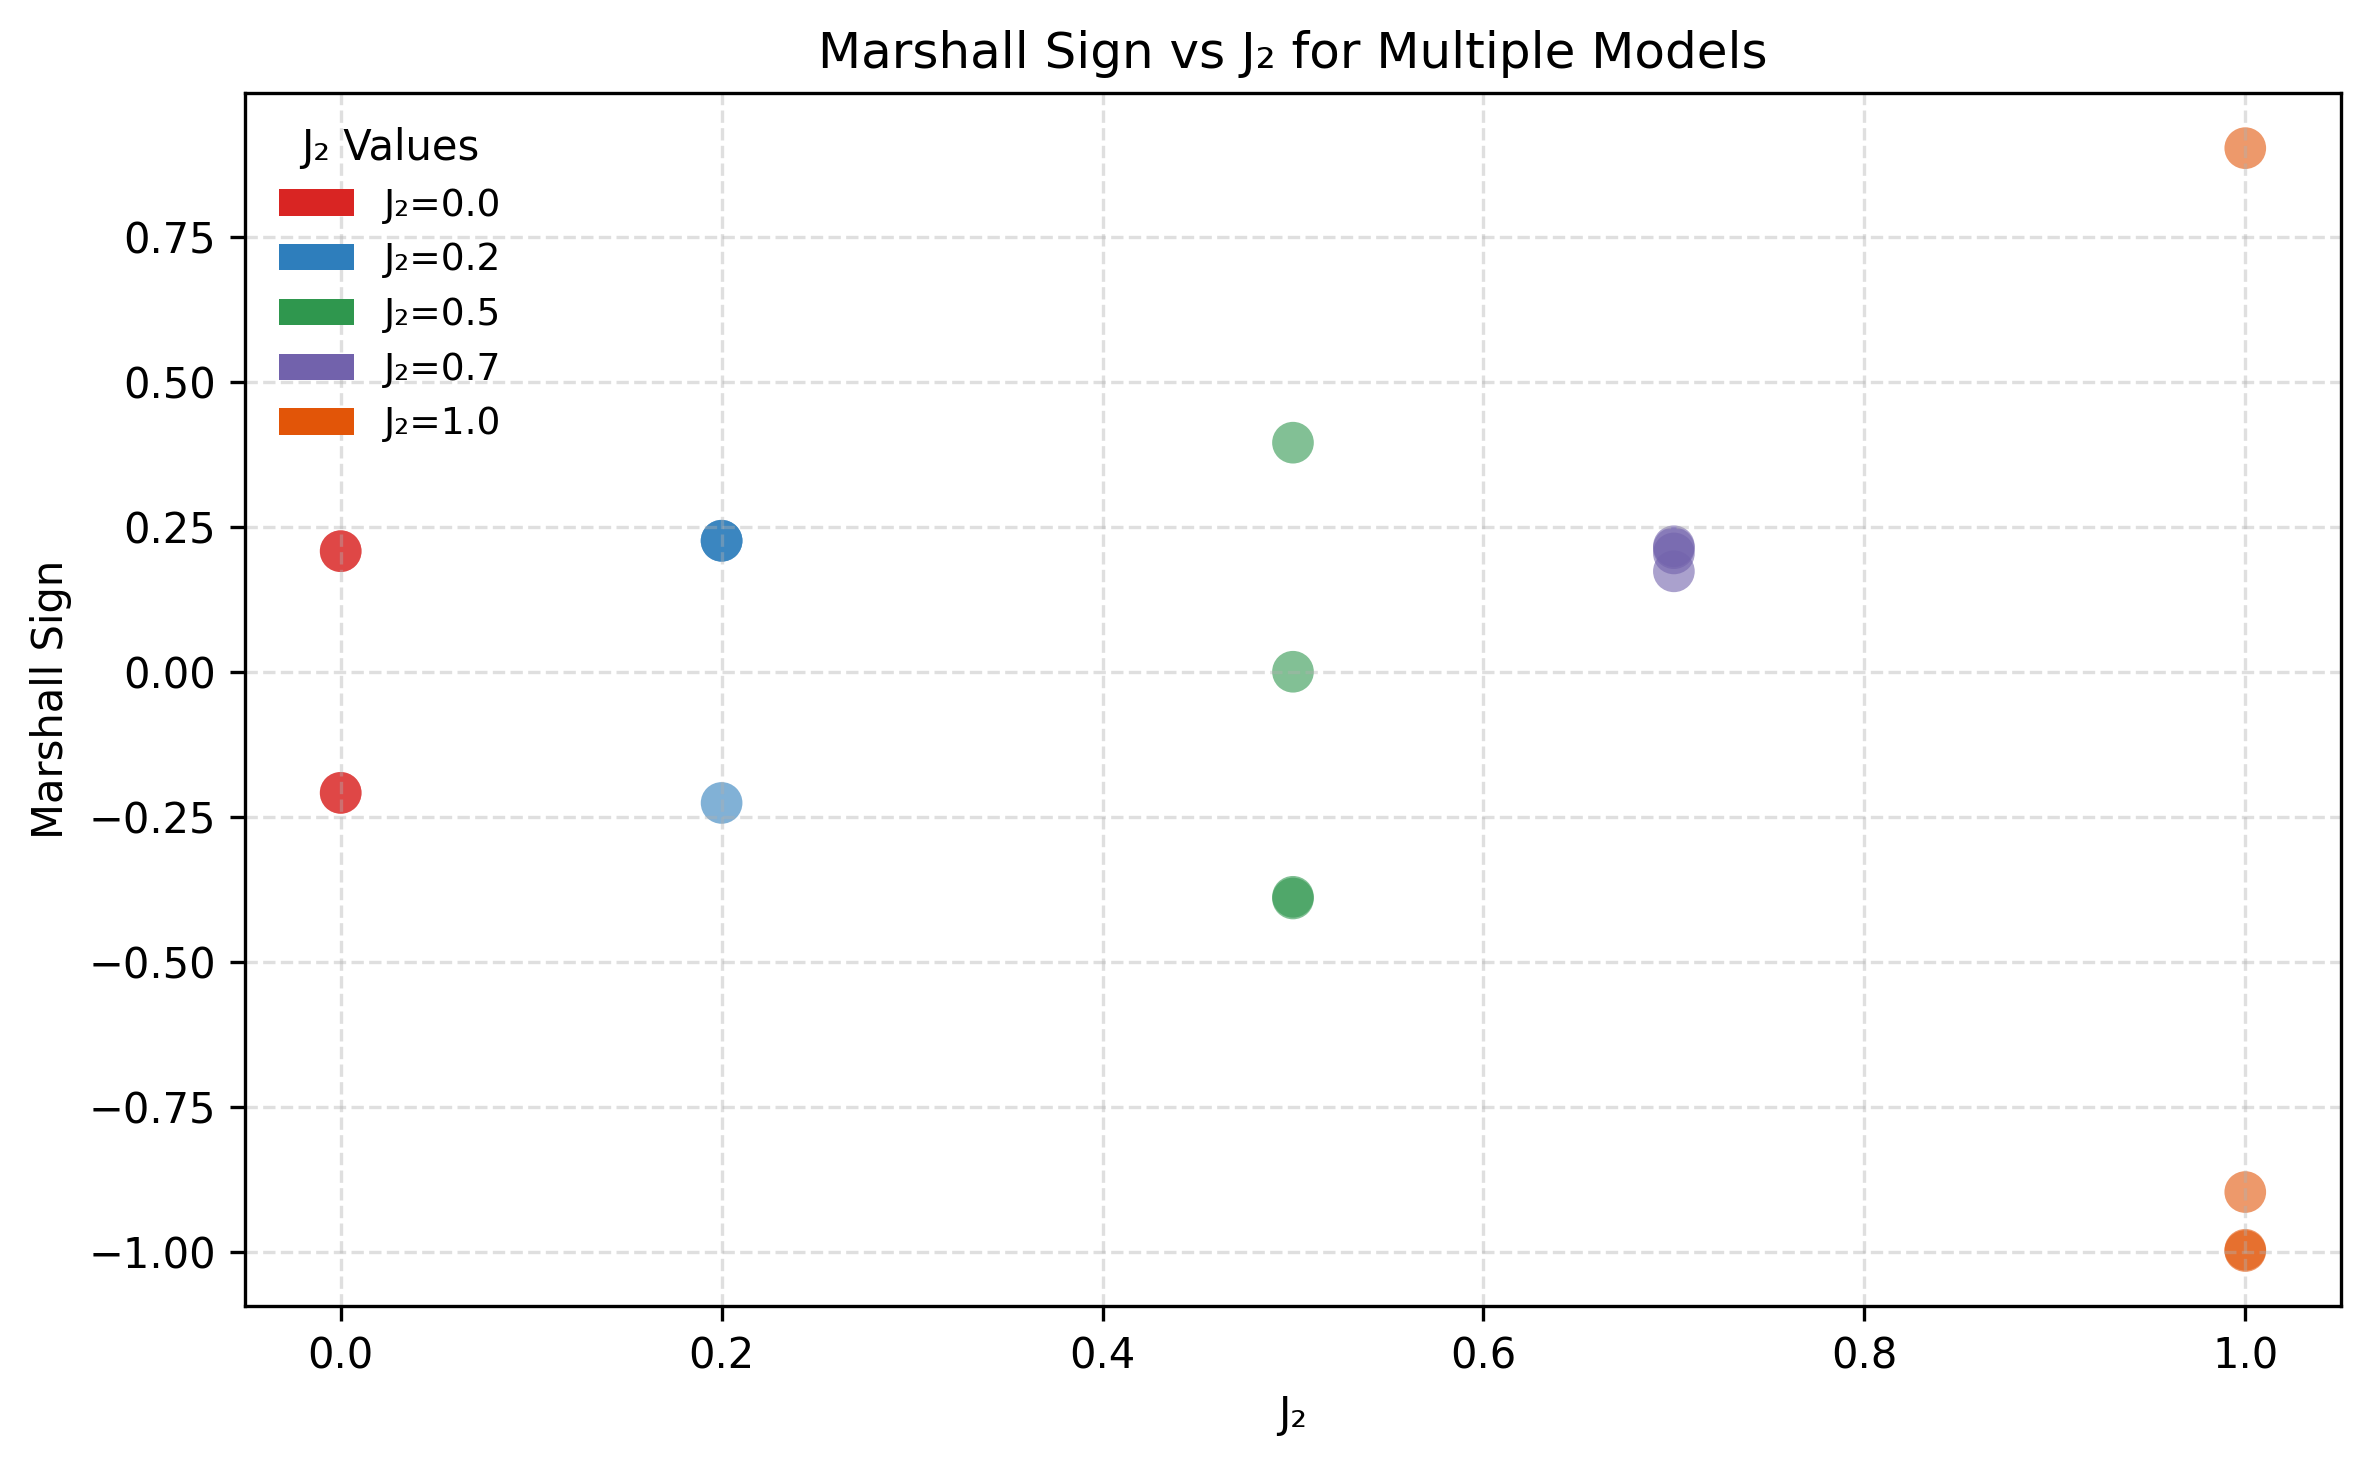 Marshall Sign vs J₂ for Multiple Models
J₂ Values
J₂=0.0
J₂=0.2
J₂=0.5
J₂=0.7
J₂=1.0
Marshall Sign
0.75
0.50
0.25
0.00
−0.25
−0.50
−0.75
−1.00
0.0 0.2 0.4 0.6 0.8 1.0
J₂